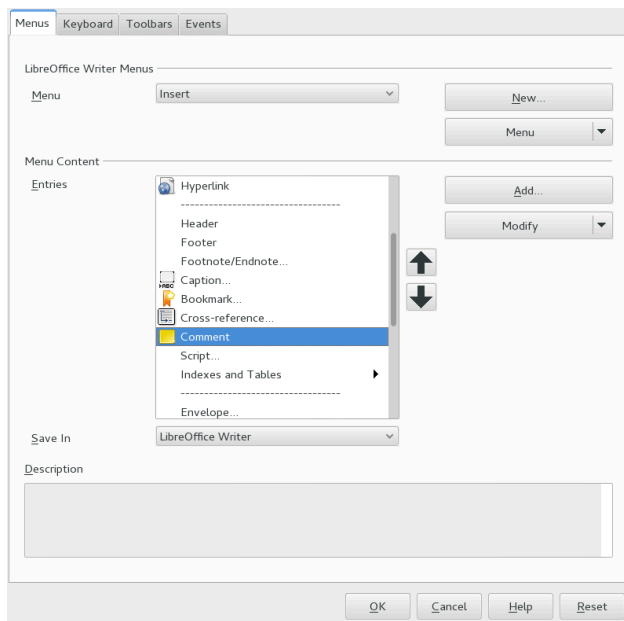 Menus Keyboard Toolbars Events
LibreOffice Writer Menus
Menu Insert New...
Menu
Menu Content
Entries Hyperlink Add...
----------------------------------
Header Modify
Footer
Footnote/Endnote...
Caption...
Bookmark...
Cross-reference...
Comment
Script...
Indexes and Tables
----------------------------------
Envelope...
Save In LibreOffice Writer
Description
OK Cancel Help Reset